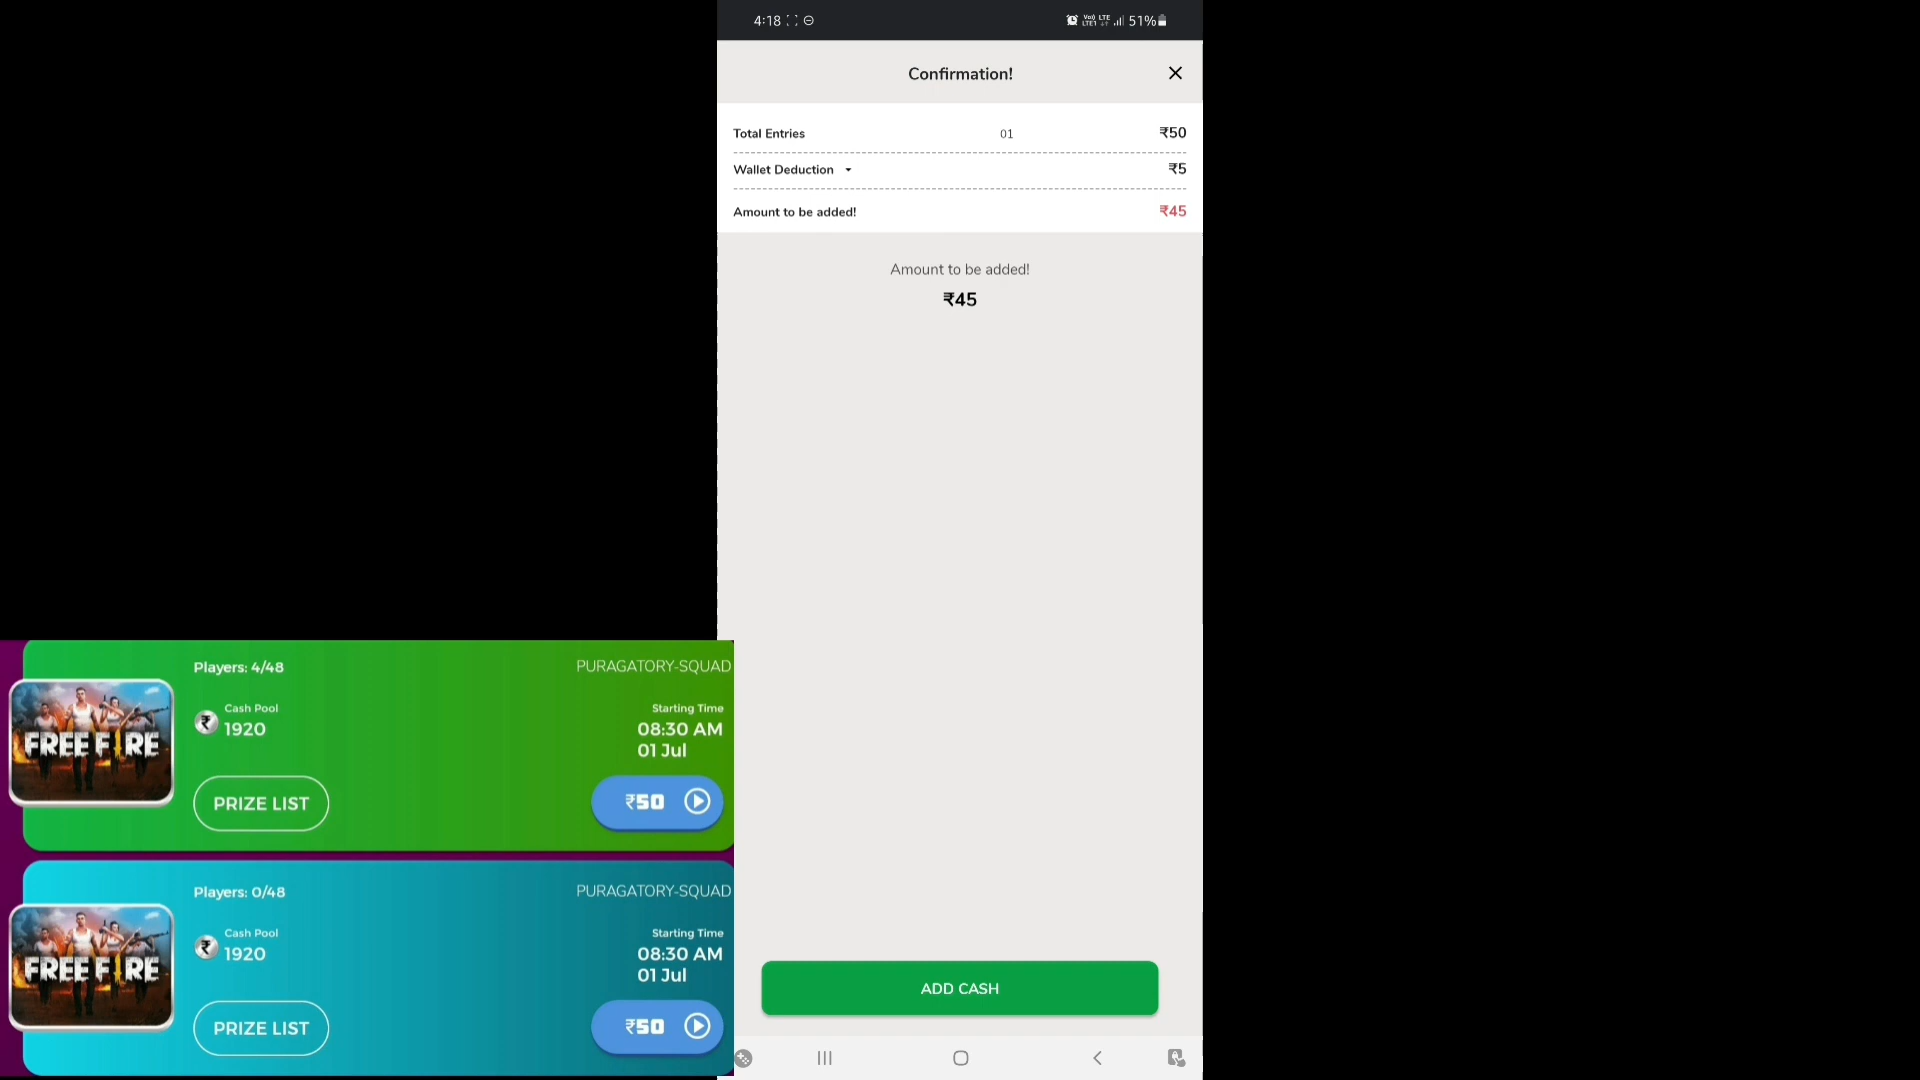 4:18
Vo) LTE
LTE1
51%
Confirmation!
Total Entries 01 ₹50
Wallet Deduction ₹5
Amount to be added! ₹45
Amount to be added!
₹45
ADD CASH
Players: 4/48 PURAGATORY-SQUAD
Cash Pool Starting Time
1920 08:30 AM
01 Jul
FREE FIRE
PRIZE LIST ₹50
Players: 0/48 PURAGATORY-SQUAD
Cash Pool Starting Time
1920 08:30 AM
01 Jul
FREE FIRE
PRIZE LIST ₹50